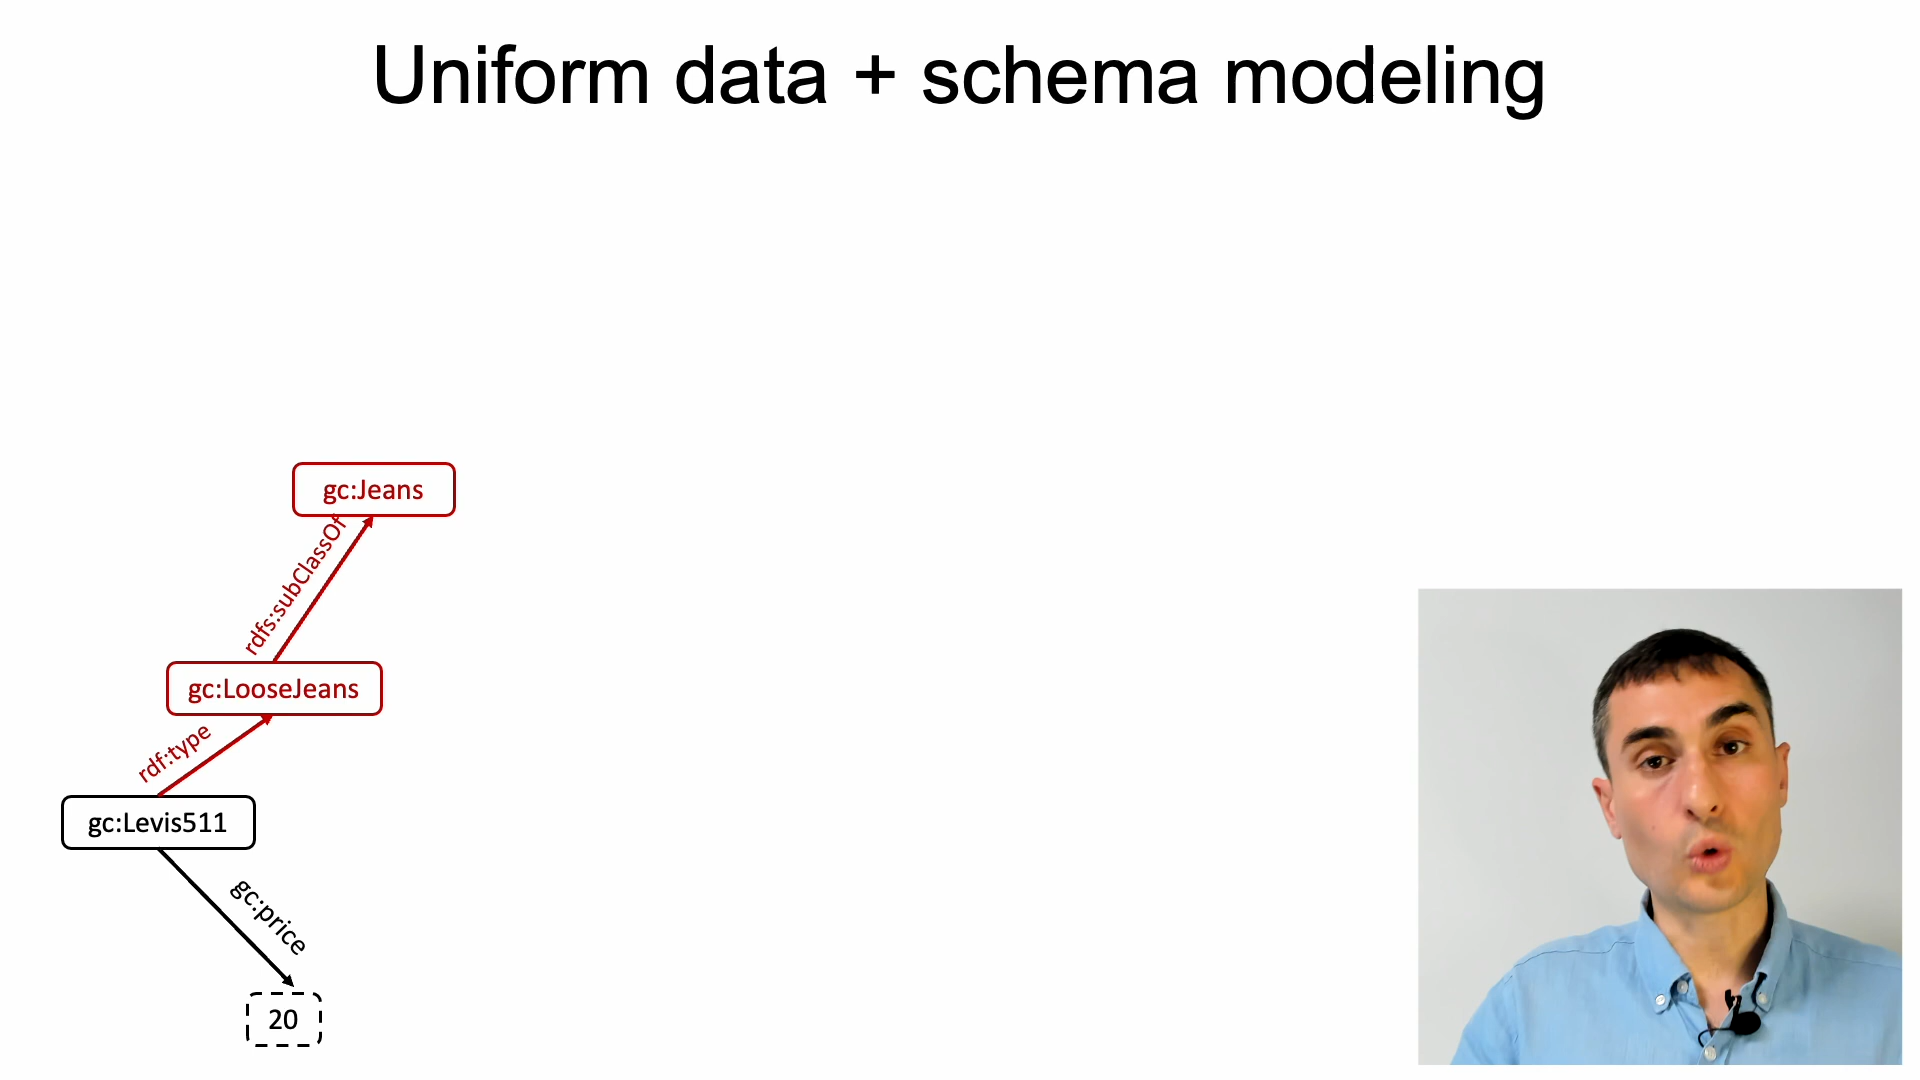 Uniform data + schema modeling
gc:Jeans
rdfs:subClassOf
gc:LooseJeans
rdf:type
gc:Levis511
gc:price
20